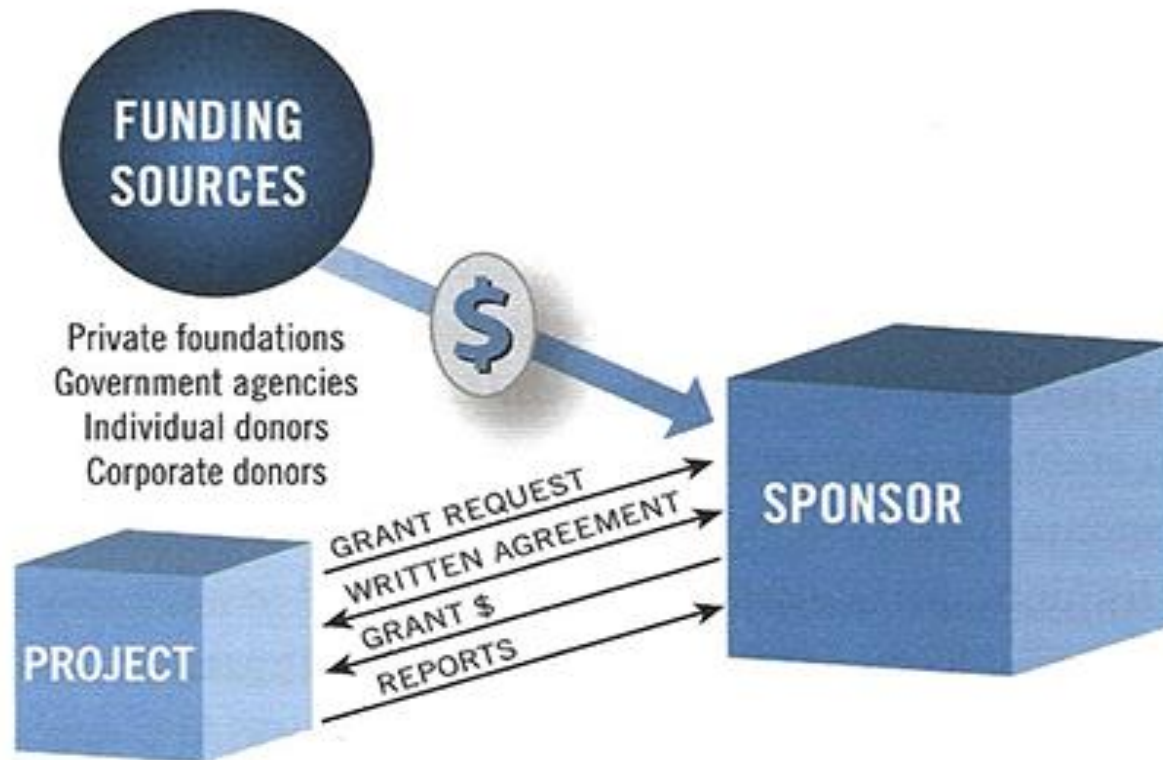 FUNDING
SOURCES
$
Private foundations
Government agencies
Individual donors
Corporate donors
SPONSOR
GRANT REQUEST
WRITTEN AGREEMENT
GRANT $
REPORTS
PROJECT